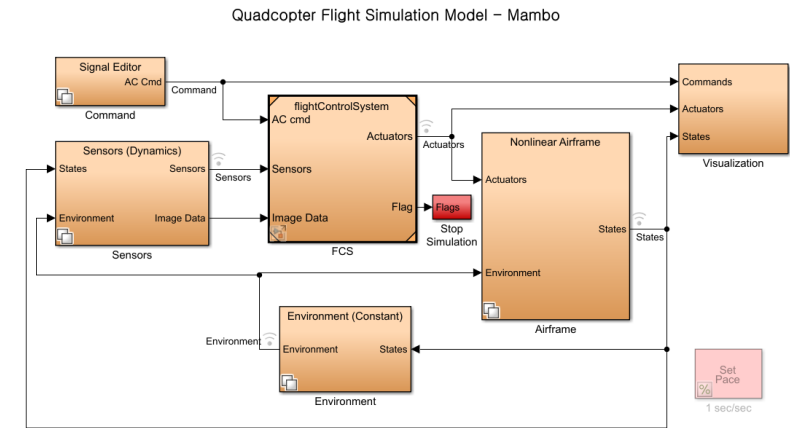 Quadcopter Flight Simulation Model - Mambo
Signal Editor
AC Cmd
Command
Command
flightControlSystem
AC cmd
Actuators
Sensors
Flag
Image Data
FCS
Actuators
Sensors (Dynamics)
States
Sensors
Environment
Image Data
Sensors
Sensors
Flags
Stop
Simulation
Nonlinear Airframe
Actuators
States
Environment
Airframe
States
Commands
Actuators
States
Visualization
Environment (Constant)
Environment
States
Environment
Environment
Set
Pace
%
1 sec/sec